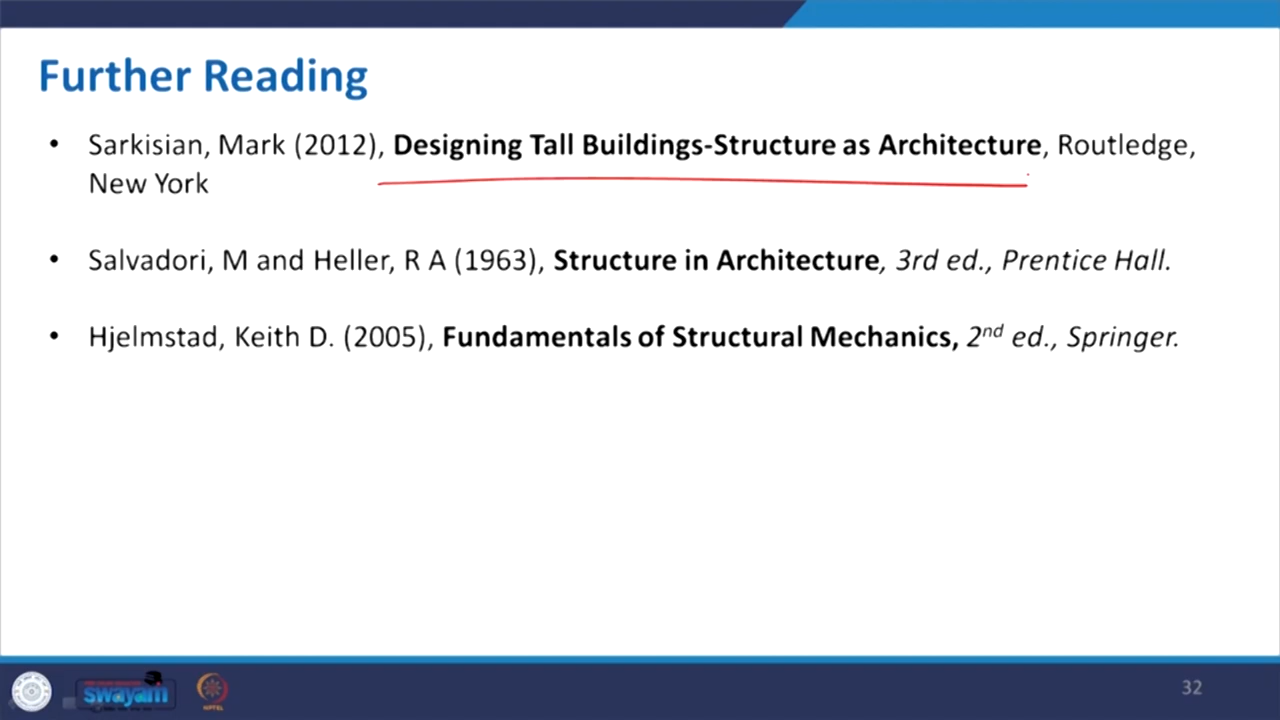 Further Reading
• Sarkisian, Mark (2012), Designing Tall Buildings-Structure as Architecture, Routledge,
New York
• Salvadori, M and Heller, R A (1963), Structure in Architecture, 3rd ed., Prentice Hall.
• Hjelmstad, Keith D. (2005), Fundamentals of Structural Mechanics, 2nd ed., Springer.
swayam
NPTEL
32